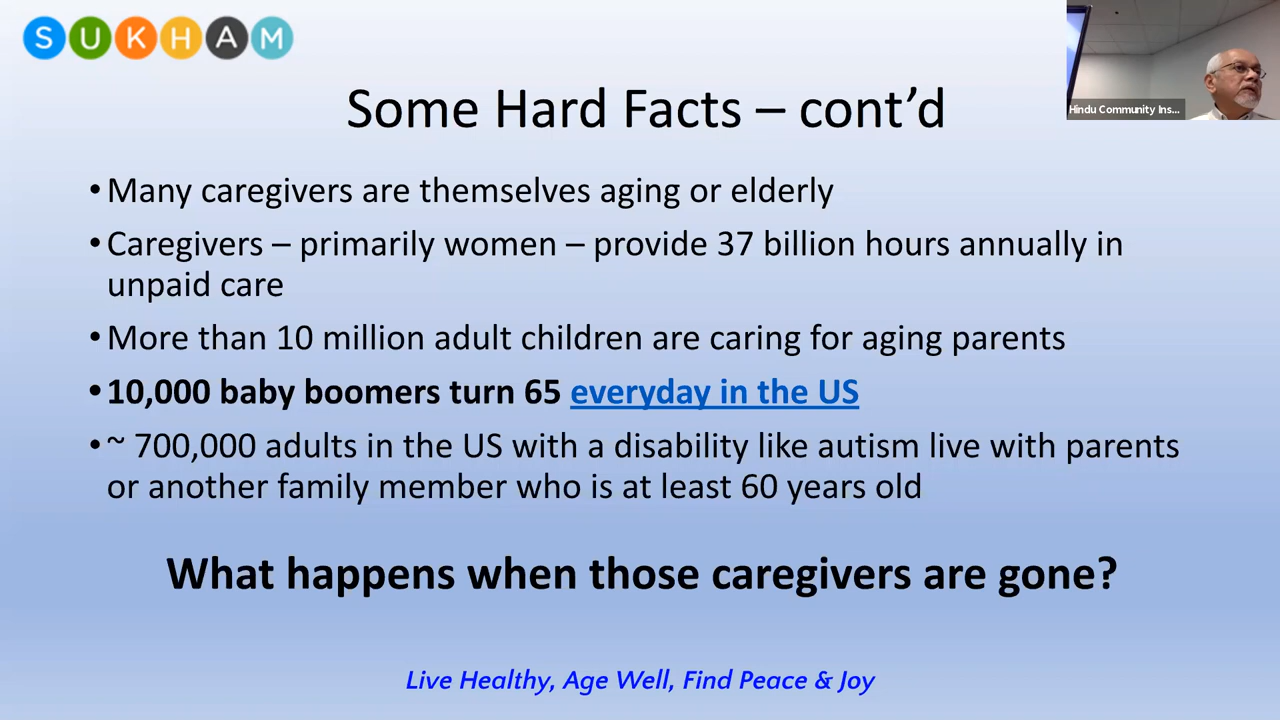 SUKHAM
Hindu Community Ins...
Some Hard Facts – cont’d
• Many caregivers are themselves aging or elderly
• Caregivers – primarily women – provide 37 billion hours annually in
unpaid care
• More than 10 million adult children are caring for aging parents
• 10,000 baby boomers turn 65 everyday in the US
• ~ 700,000 adults in the US with a disability like autism live with parents
or another family member who is at least 60 years old
What happens when those caregivers are gone?
Live Healthy, Age Well, Find Peace & Joy